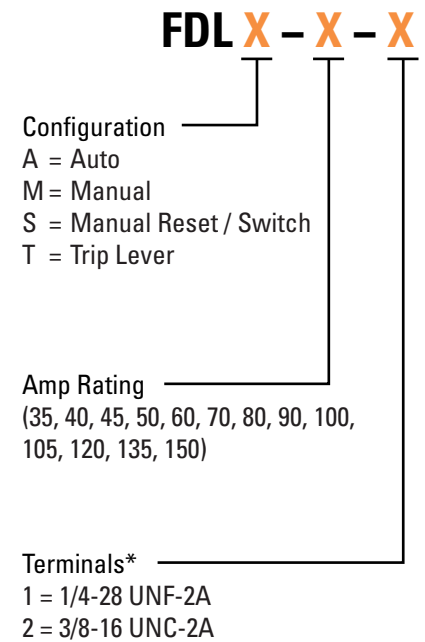 FDL X – X – X
Configuration
A = Auto
M = Manual
S = Manual Reset / Switch
T = Trip Lever
Amp Rating
(35, 40, 45, 50, 60, 70, 80, 90, 100,
105, 120, 135, 150)
Terminals*
1 = 1/4-28 UNF-2A
2 = 3/8-16 UNC-2A